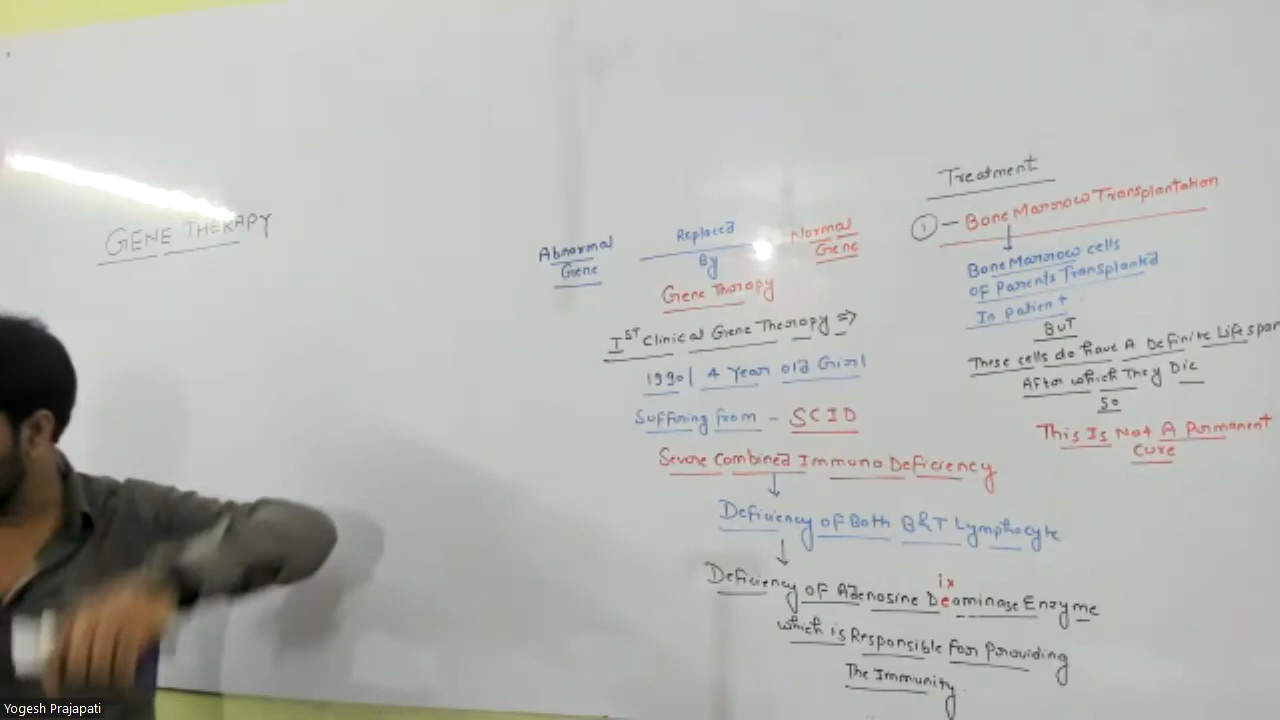 GENE THERAPY
Abnormal Gene
Replaced By
Normal Gene
Gene Therapy
1ST Clinical Gene Therapy =>
1990 | 4 Year old Girl
Suffering from - SCID
Severe Combined Immuno Deficiency
↓
Deficiency of Both B&T Lymphocyte
↓
ix
Deficiency of Adenosine Deaminase Enzyme
which is Responsible for Providing
The Immunity
Treatment
① - Bone Marrow Transplantation
↓
Bone Marrow cells
of Parents Transplanted
In patient
BUT
These cells do have A Definite Lifespan
After which They Die
So
This Is Not A Permanent
Cure
Yogesh Prajapati